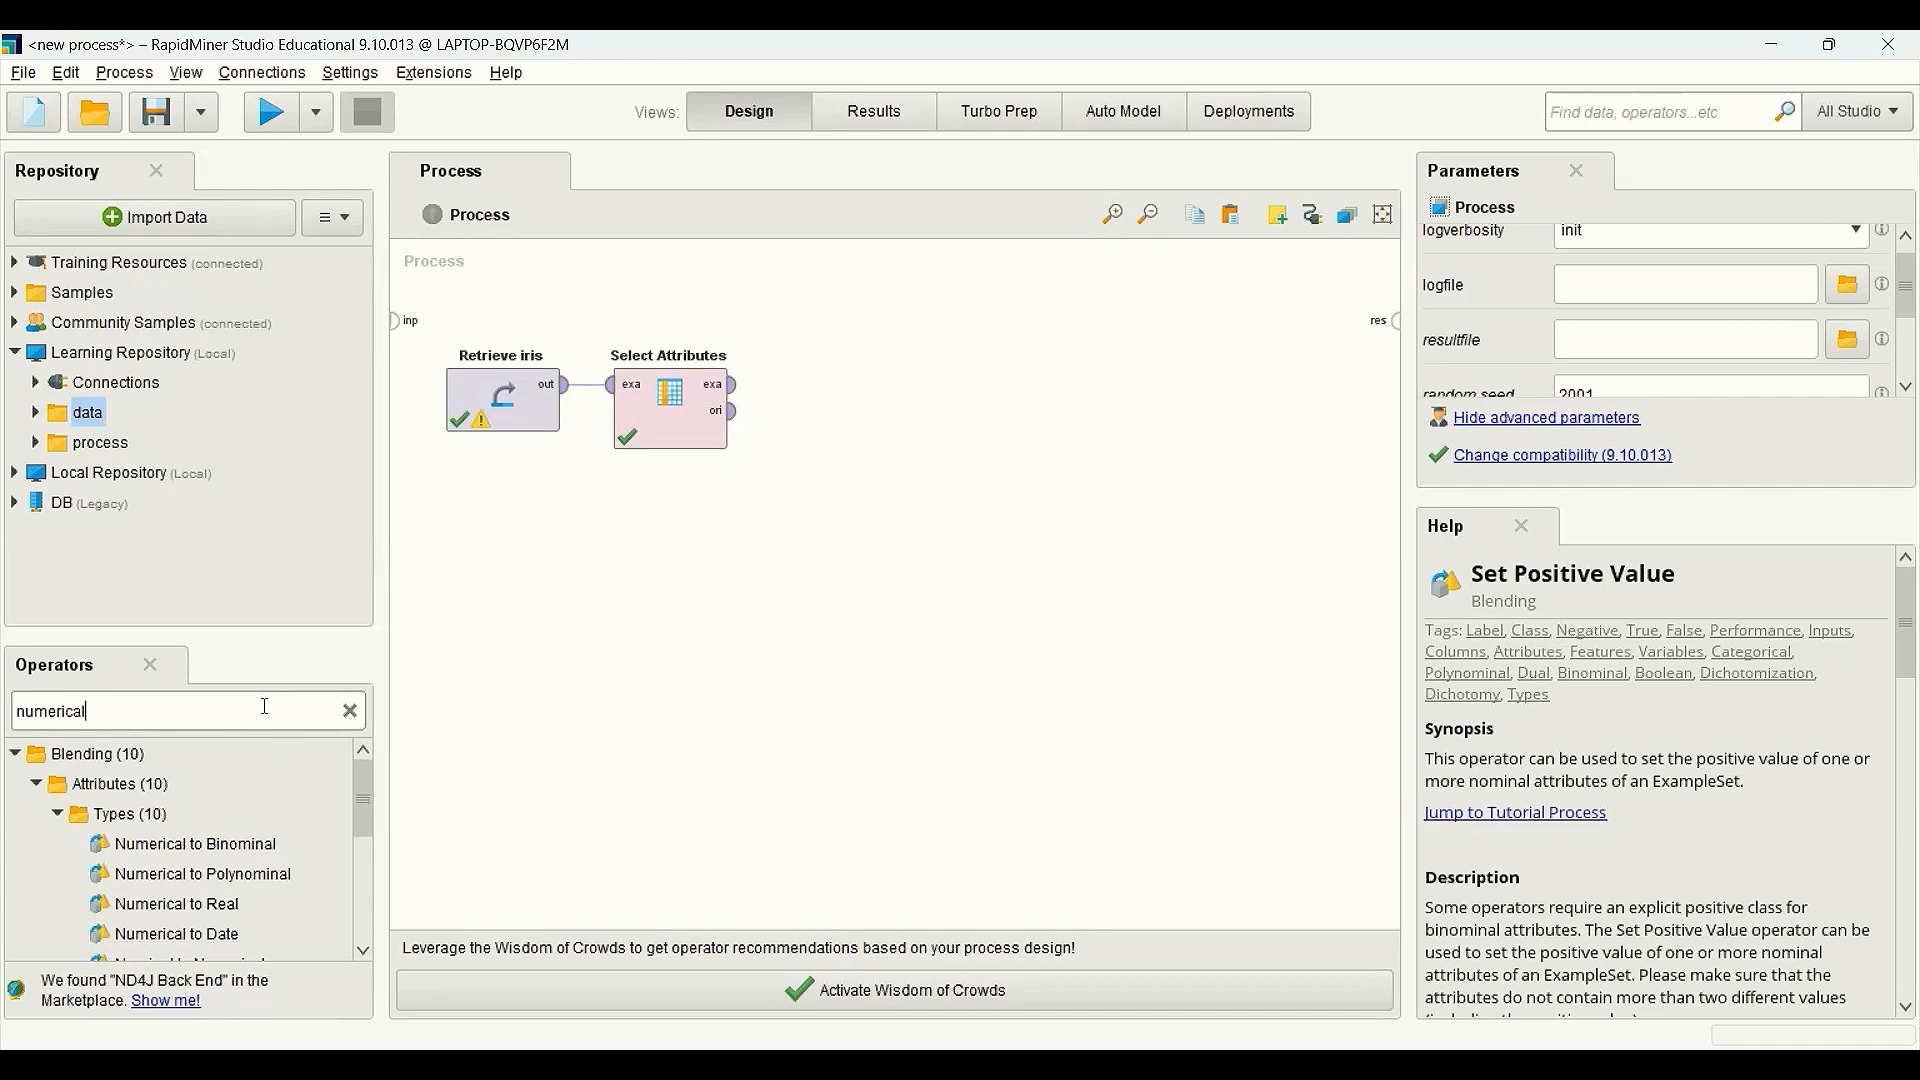 <new process*> – RapidMiner Studio Educational 9.10.013 @ LAPTOP-BQVP6F2M
File Edit Process View Connections Settings Extensions Help
Views: Design Results Turbo Prep Auto Model Deployments
Find data, operators...etc
All Studio
Repository
Import Data
Training Resources (connected)
Samples
Community Samples (connected)
Learning Repository (Local)
Connections
data
process
Local Repository (Local)
DB (Legacy)
Operators
numerical
Blending (10)
Attributes (10)
Types (10)
Numerical to Binominal
Numerical to Polynominal
Numerical to Real
Numerical to Date
We found "ND4J Back End" in the
Marketplace. Show me!
Process
Process
Process
inp
res
Retrieve iris
out
Select Attributes
exa exa
ori
Leverage the Wisdom of Crowds to get operator recommendations based on your process design!
Activate Wisdom of Crowds
Parameters
Process
logverbosity init
logfile
resultfile
random seed 2001
Hide advanced parameters
Change compatibility (9.10.013)
Help
Set Positive Value
Blending
Tags: Label, Class, Negative, True, False, Performance, Inputs,
Columns, Attributes, Features, Variables, Categorical,
Polynominal, Dual, Binominal, Boolean, Dichotomization,
Dichotomy, Types
Synopsis
This operator can be used to set the positive value of one or
more nominal attributes of an ExampleSet.
Jump to Tutorial Process
Description
Some operators require an explicit positive class for
binominal attributes. The Set Positive Value operator can be
used to set the positive value of one or more nominal
attributes of an ExampleSet. Please make sure that the
attributes do not contain more than two different values